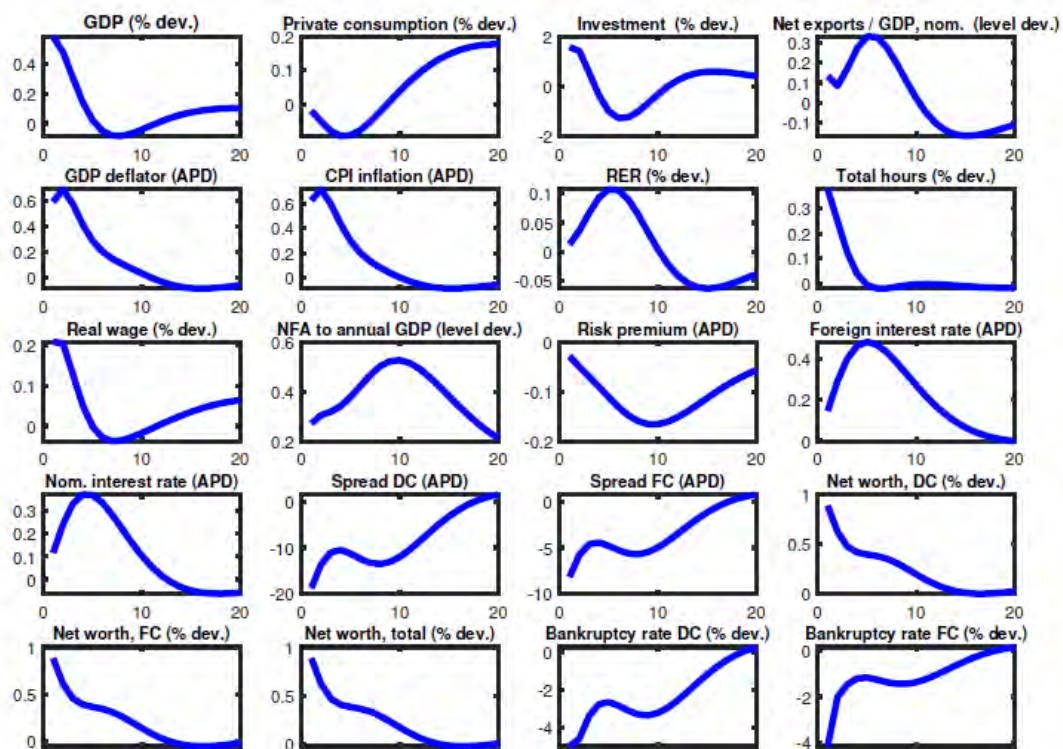 GDP (% dev.)
Private consumption (% dev.)
Investment (% dev.)
Net exports / GDP, nom. (level dev.)
0.4
0.2
0
0 10 20
0.2
0.1
0
0 10 20
2
0
-2
0 10 20
0.3
0.2
0.1
0
-0.1
0 10 20
GDP deflator (APD)
CPI inflation (APD)
RER (% dev.)
Total hours (% dev.)
0.6
0.4
0.2
0
0 10 20
0.6
0.4
0.2
0
0 10 20
0.1
0.05
0
-0.05
0 10 20
0.3
0.2
0.1
0
0 10 20
Real wage (% dev.)
NFA to annual GDP (level dev.)
Risk premium (APD)
Foreign interest rate (APD)
0.2
0.1
0
0 10 20
0.6
0.4
0.2
0 10 20
0
-0.1
-0.2
0 10 20
0.4
0.2
0
0 10 20
Nom. interest rate (APD)
Spread DC (APD)
Spread FC (APD)
Net worth, DC (% dev.)
0.3
0.2
0.1
0
0 10 20
0
-10
-20
0 10 20
0
-5
-10
0 10 20
1
0.5
0
0 10 20
Net worth, FC (% dev.)
Net worth, total (% dev.)
Bankruptcy rate DC (% dev.)
Bankruptcy rate FC (% dev.)
1
0.5
0
1
0.5
0
0
-2
-4
0
-2
-4